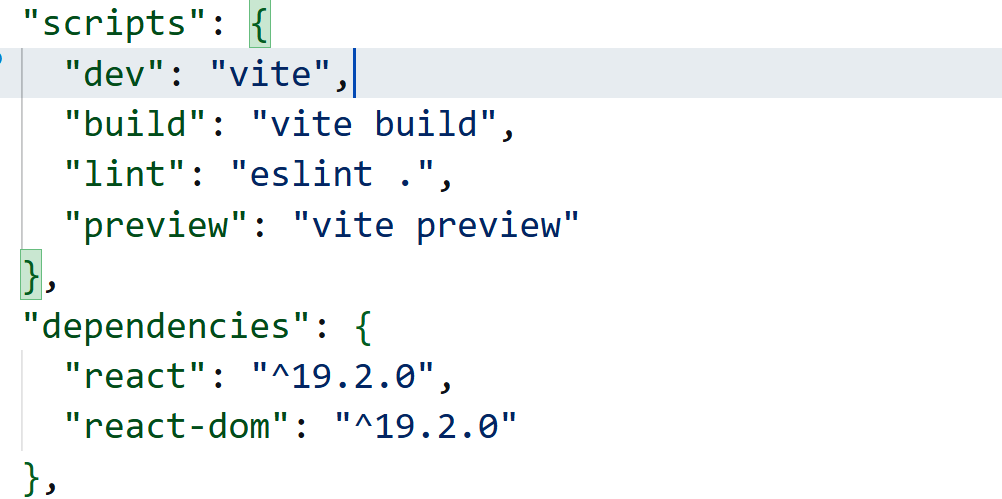 "scripts": {
"dev": "vite",
"build": "vite build",
"lint": "eslint .",
"preview": "vite preview"
},
"dependencies": {
"react": "^19.2.0",
"react-dom": "^19.2.0"
},